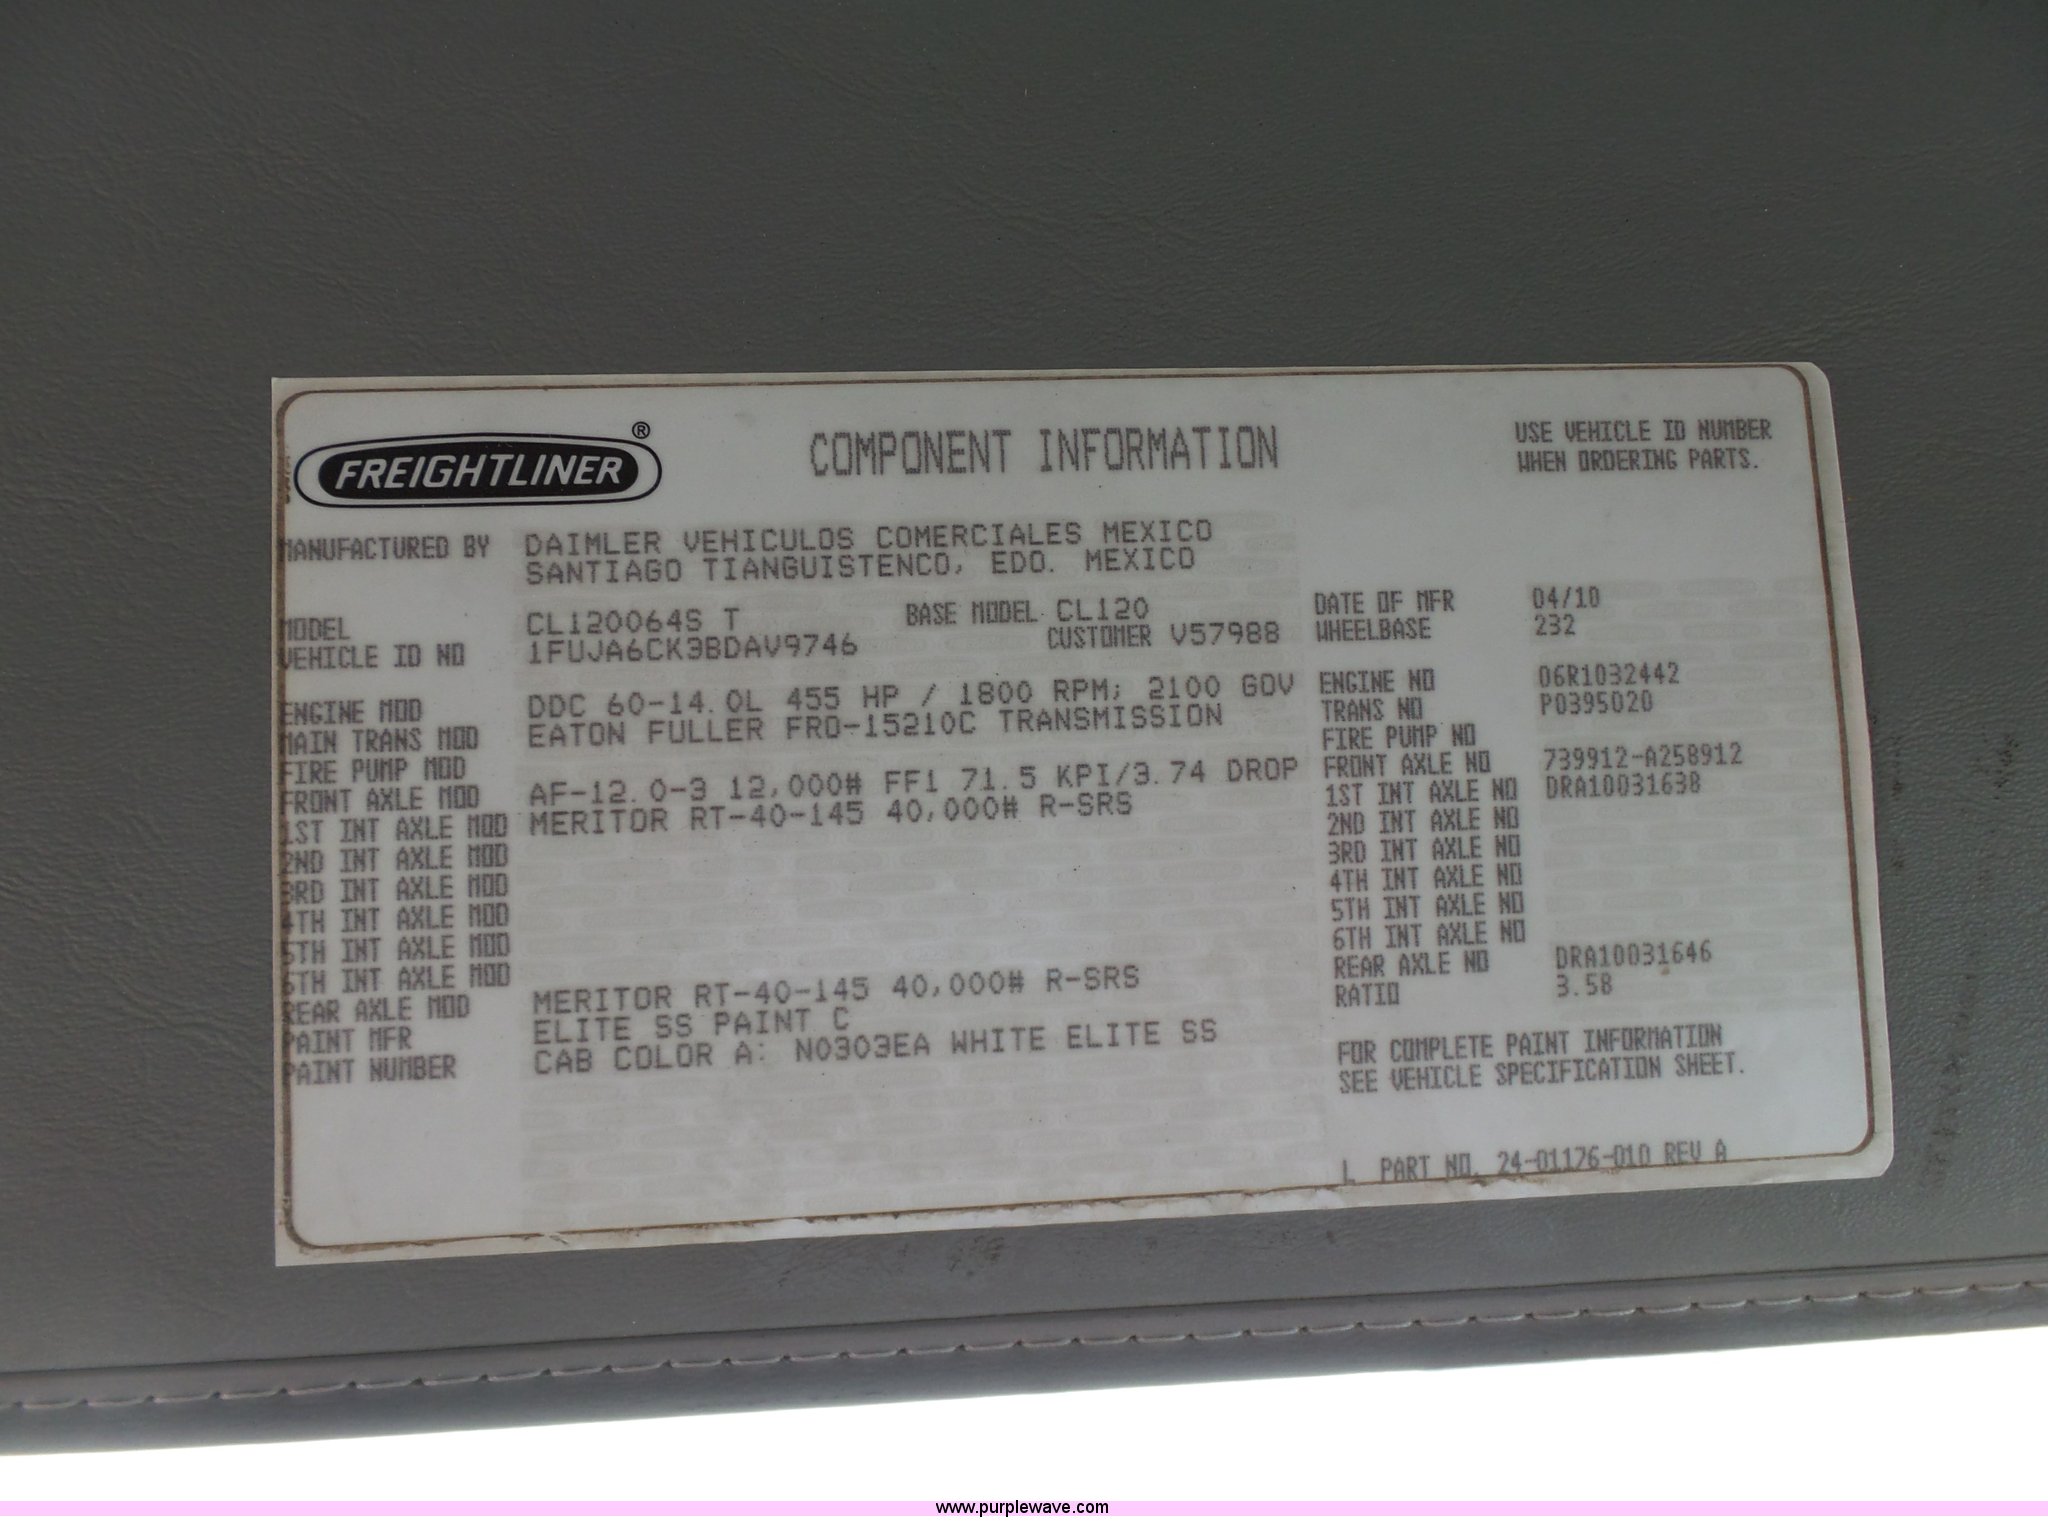 FREIGHTLINER®
COMPONENT INFORMATION
USE VEHICLE ID NUMBER
WHEN ORDERING PARTS.
MANUFACTURED BY DAIMLER VEHICULOS COMERCIALES MEXICO
SANTIAGO TIANGUISTENCO, EDO. MEXICO
MODEL CL120064S T BASE MODEL CL120 DATE OF MFR 04/10
VEHICLE ID NO 1FUJA6CK3BDAV9746 CUSTOMER V57988 WHEELBASE 232
ENGINE MOD DDC 60-14.0L 455 HP / 1800 RPM; 2100 GOV ENGINE NO 06R1032442
MAIN TRANS MOD EATON FULLER FRO-15210C TRANSMISSION TRANS NO P0395020
FIRE PUMP MOD FIRE PUMP NO
FRONT AXLE MOD AF-12.0-3 12,000# FF1 71.5 KPI/3.74 DROP FRONT AXLE NO 739912-A258912
1ST INT AXLE MOD MERITOR RT-40-145 40,000# R-SRS 1ST INT AXLE NO DRA10031638
2ND INT AXLE MOD 2ND INT AXLE NO
3RD INT AXLE MOD 3RD INT AXLE NO
4TH INT AXLE MOD 4TH INT AXLE NO
5TH INT AXLE MOD 5TH INT AXLE NO
6TH INT AXLE MOD 6TH INT AXLE NO
REAR AXLE MOD MERITOR RT-40-145 40,000# R-SRS REAR AXLE NO DRA10031646
PAINT MFR ELITE SS PAINT C RATIO 3.58
PAINT NUMBER CAB COLOR A: N0303EA WHITE ELITE SS
FOR COMPLETE PAINT INFORMATION
SEE VEHICLE SPECIFICATION SHEET.
L PART NO. 24-01176-010 REV A
www.purplewave.com